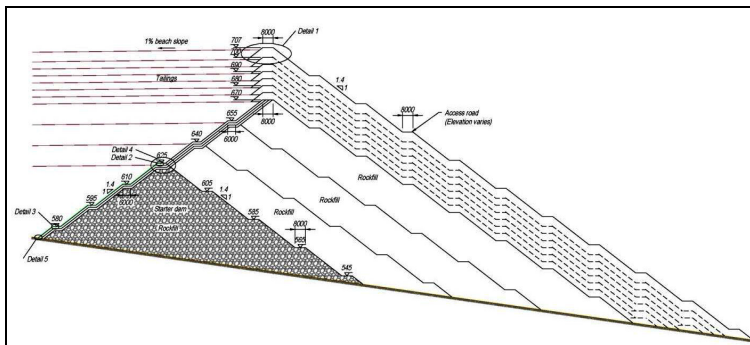 8000
Detail 1
1% beach slope
707
700
690
Tailings
680
670
1.4
1
8000
Access road
(Elevation varies)
8000
655
6000
640
Detail 4
625
Detail 2
1.4
1
610
6000
595
605
1.4
1
Rockfill
Rockfill
Rockfill
Starter dam
Rockfill
585
8000
565
545
Detail 3
580
Detail 5